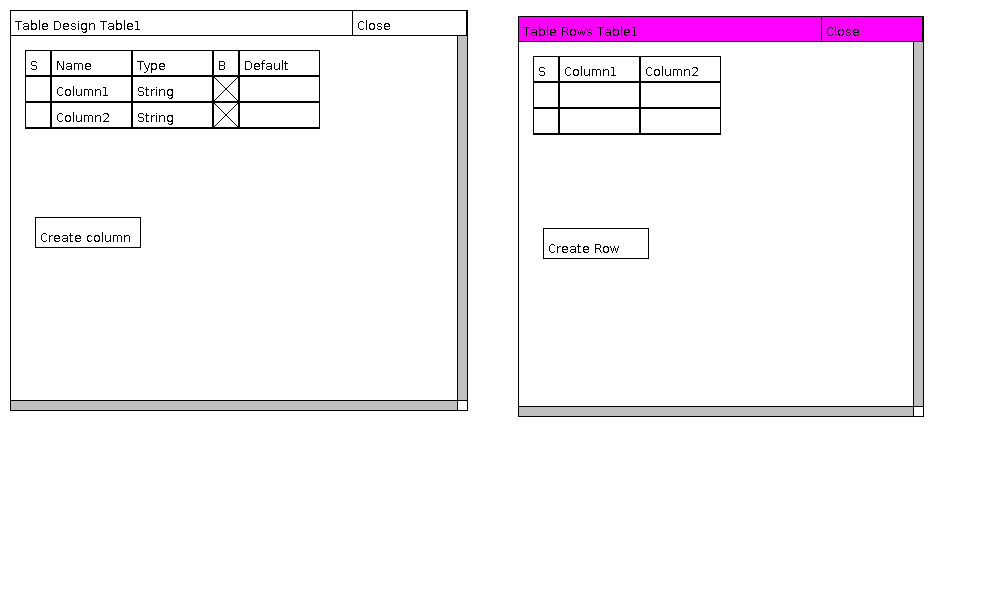 Table Design Table1 Close
S Name Type B Default
Column1 String
Column2 String
Create column
Table Rows Table1 Close
S Column1 Column2
Create Row